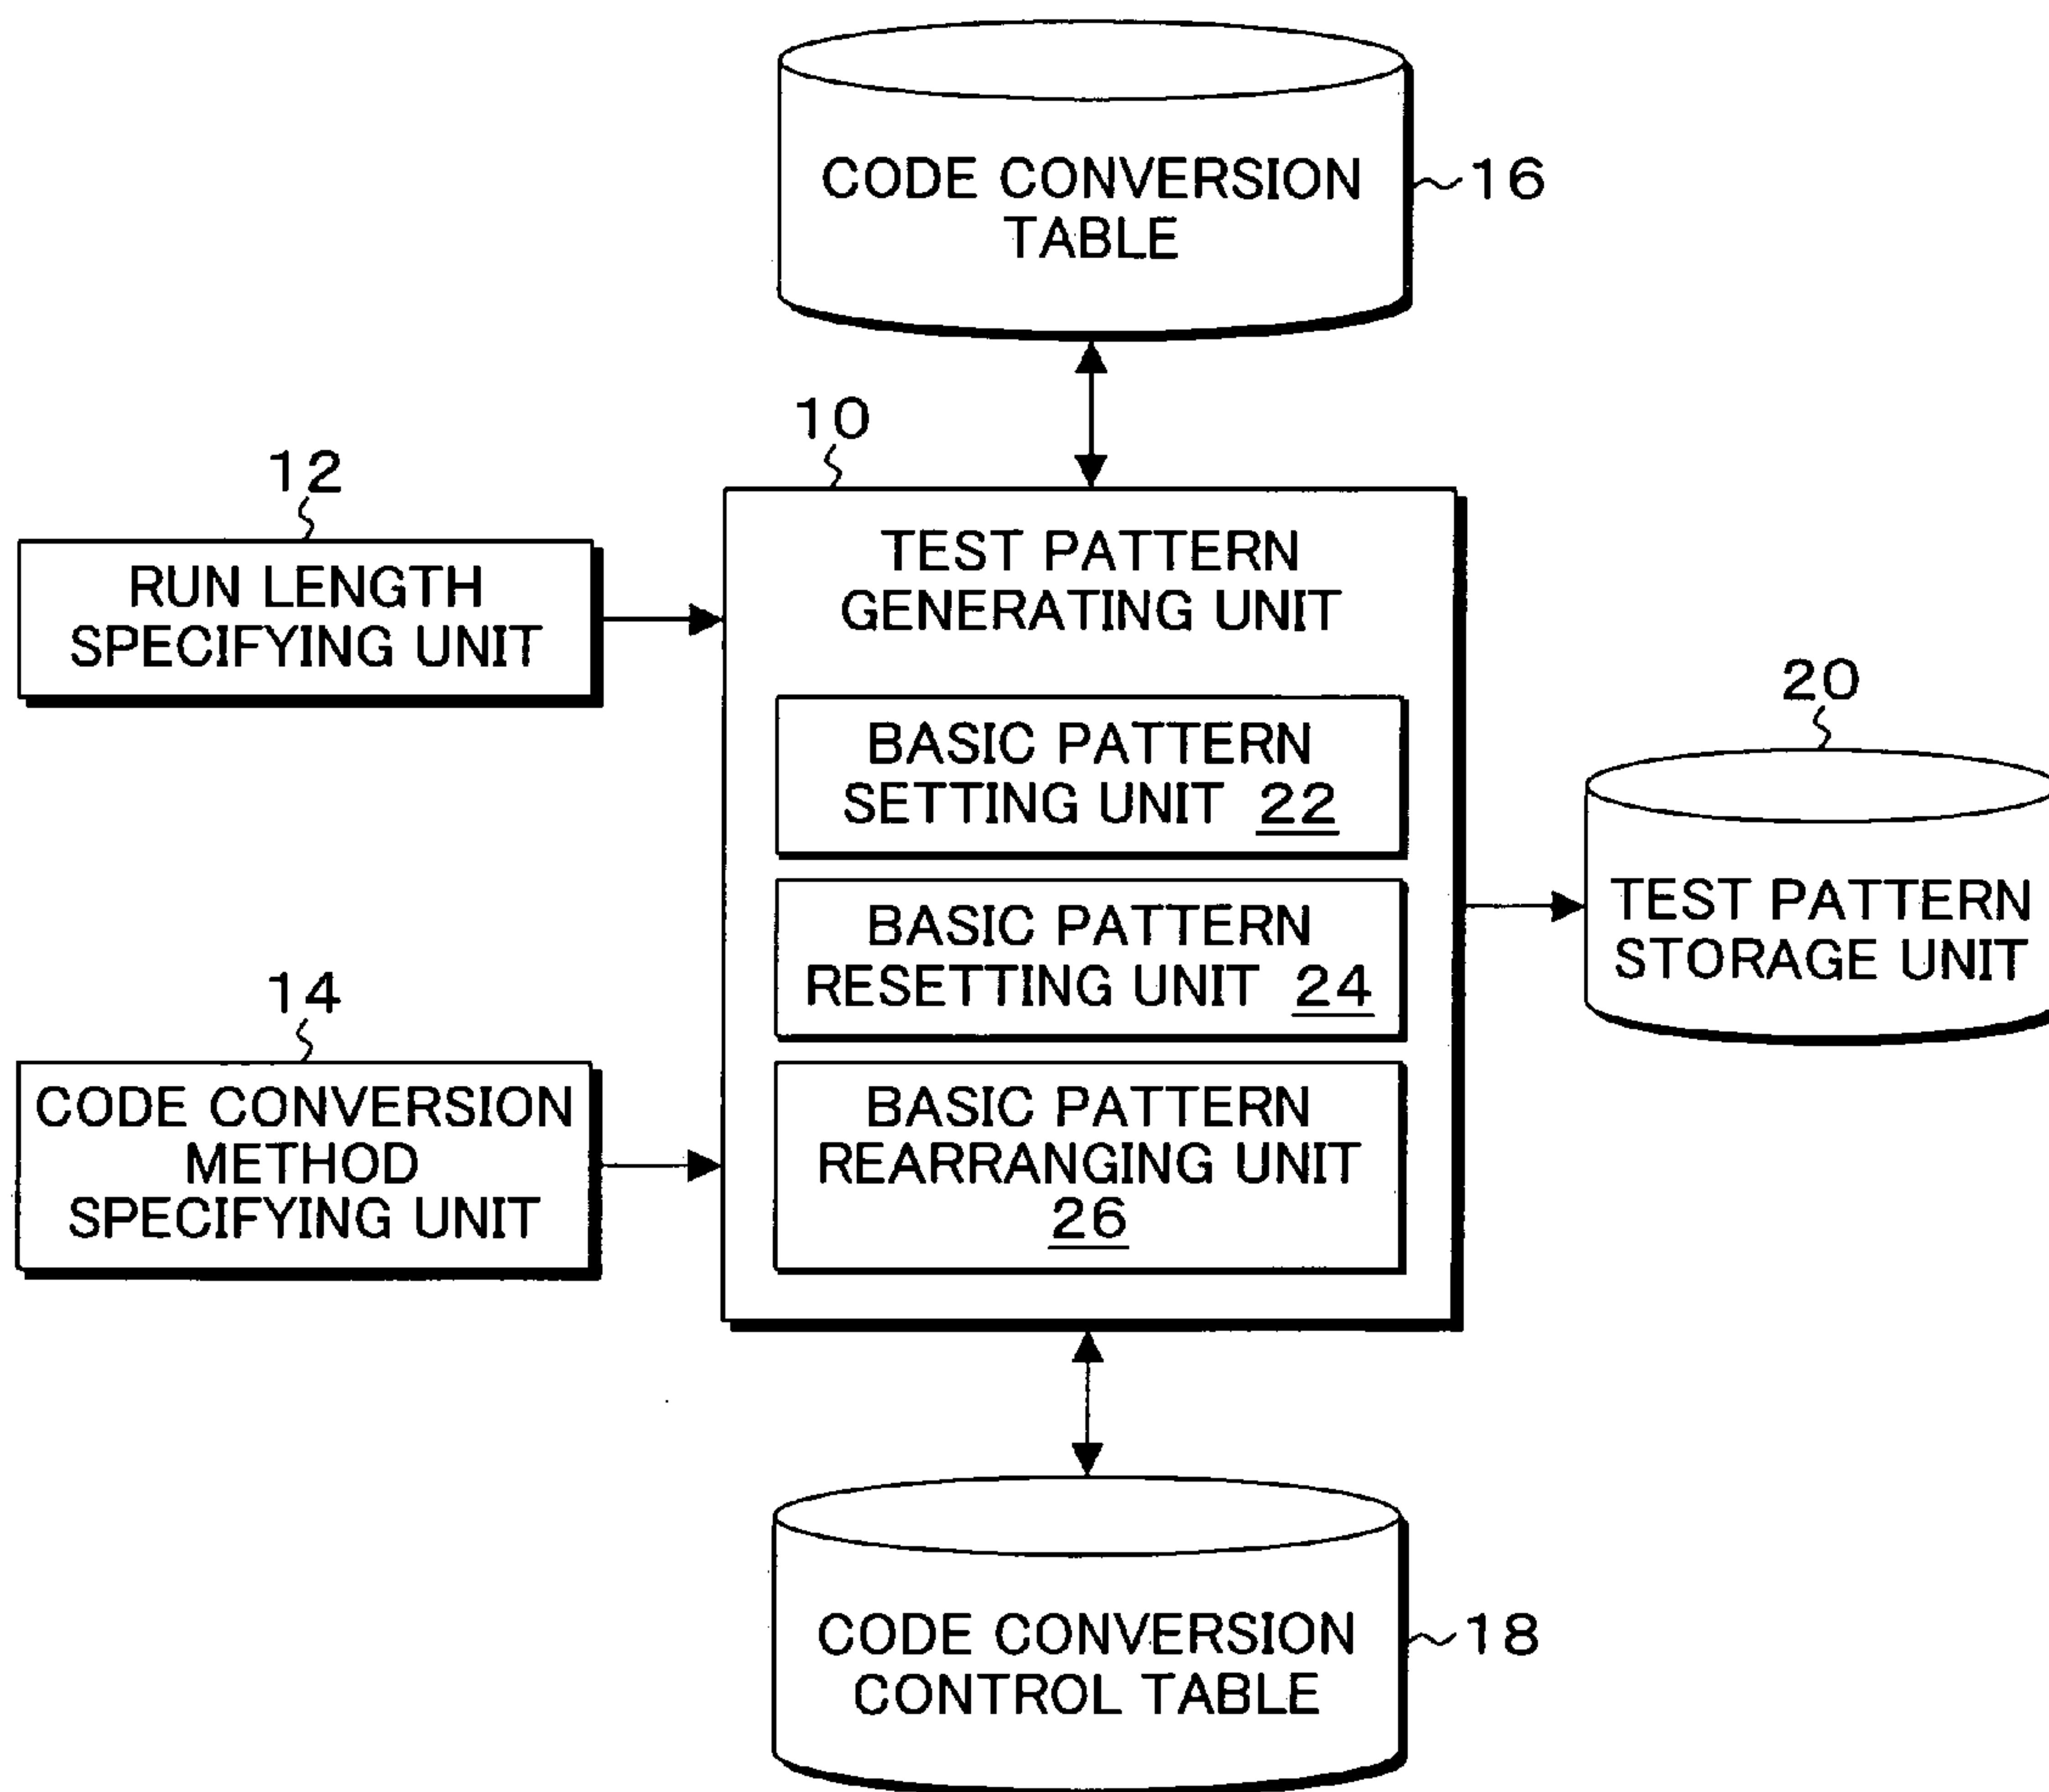 CODE CONVERSION
TABLE
16
10
12
RUN LENGTH
SPECIFYING UNIT
TEST PATTERN
GENERATING UNIT
BASIC PATTERN
SETTING UNIT 22
20
BASIC PATTERN
RESETTING UNIT 24
TEST PATTERN
STORAGE UNIT
14
CODE CONVERSION
METHOD
SPECIFYING UNIT
BASIC PATTERN
REARRANGING UNIT
26
CODE CONVERSION
CONTROL TABLE
18